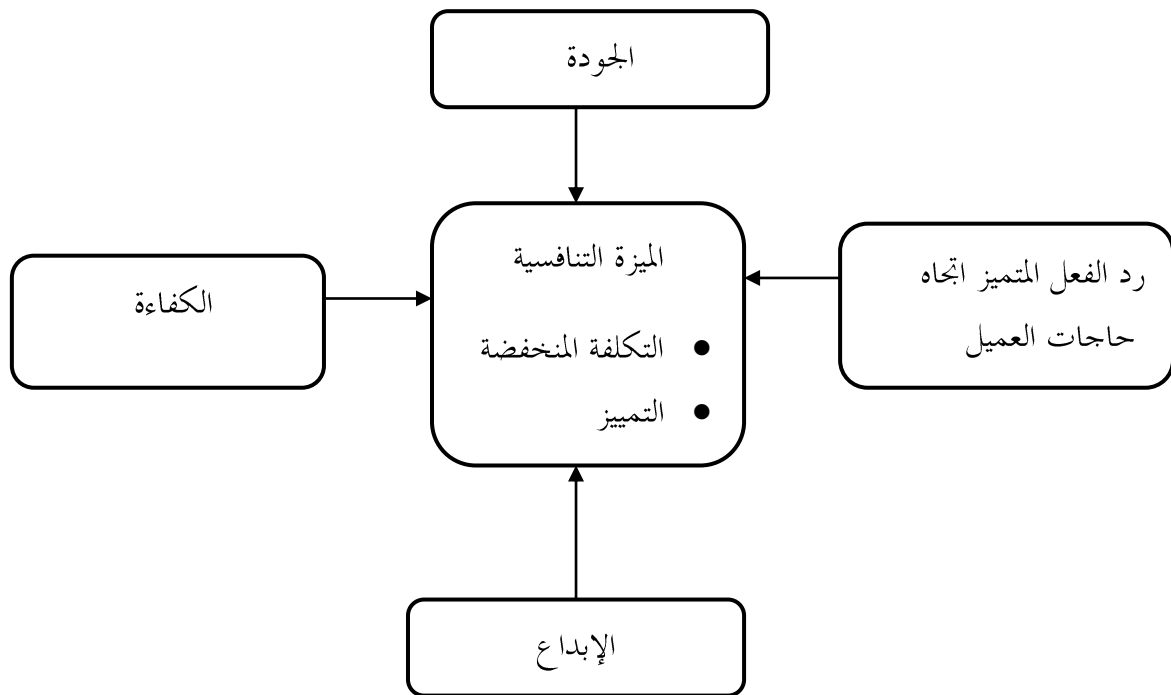 الجودة
الميزة التنافسية
رد الفعل المتميز اتجاه
حاجات العميل
الكفاءة
● التكلفة المنخفضة
● التمييز
الإبداع